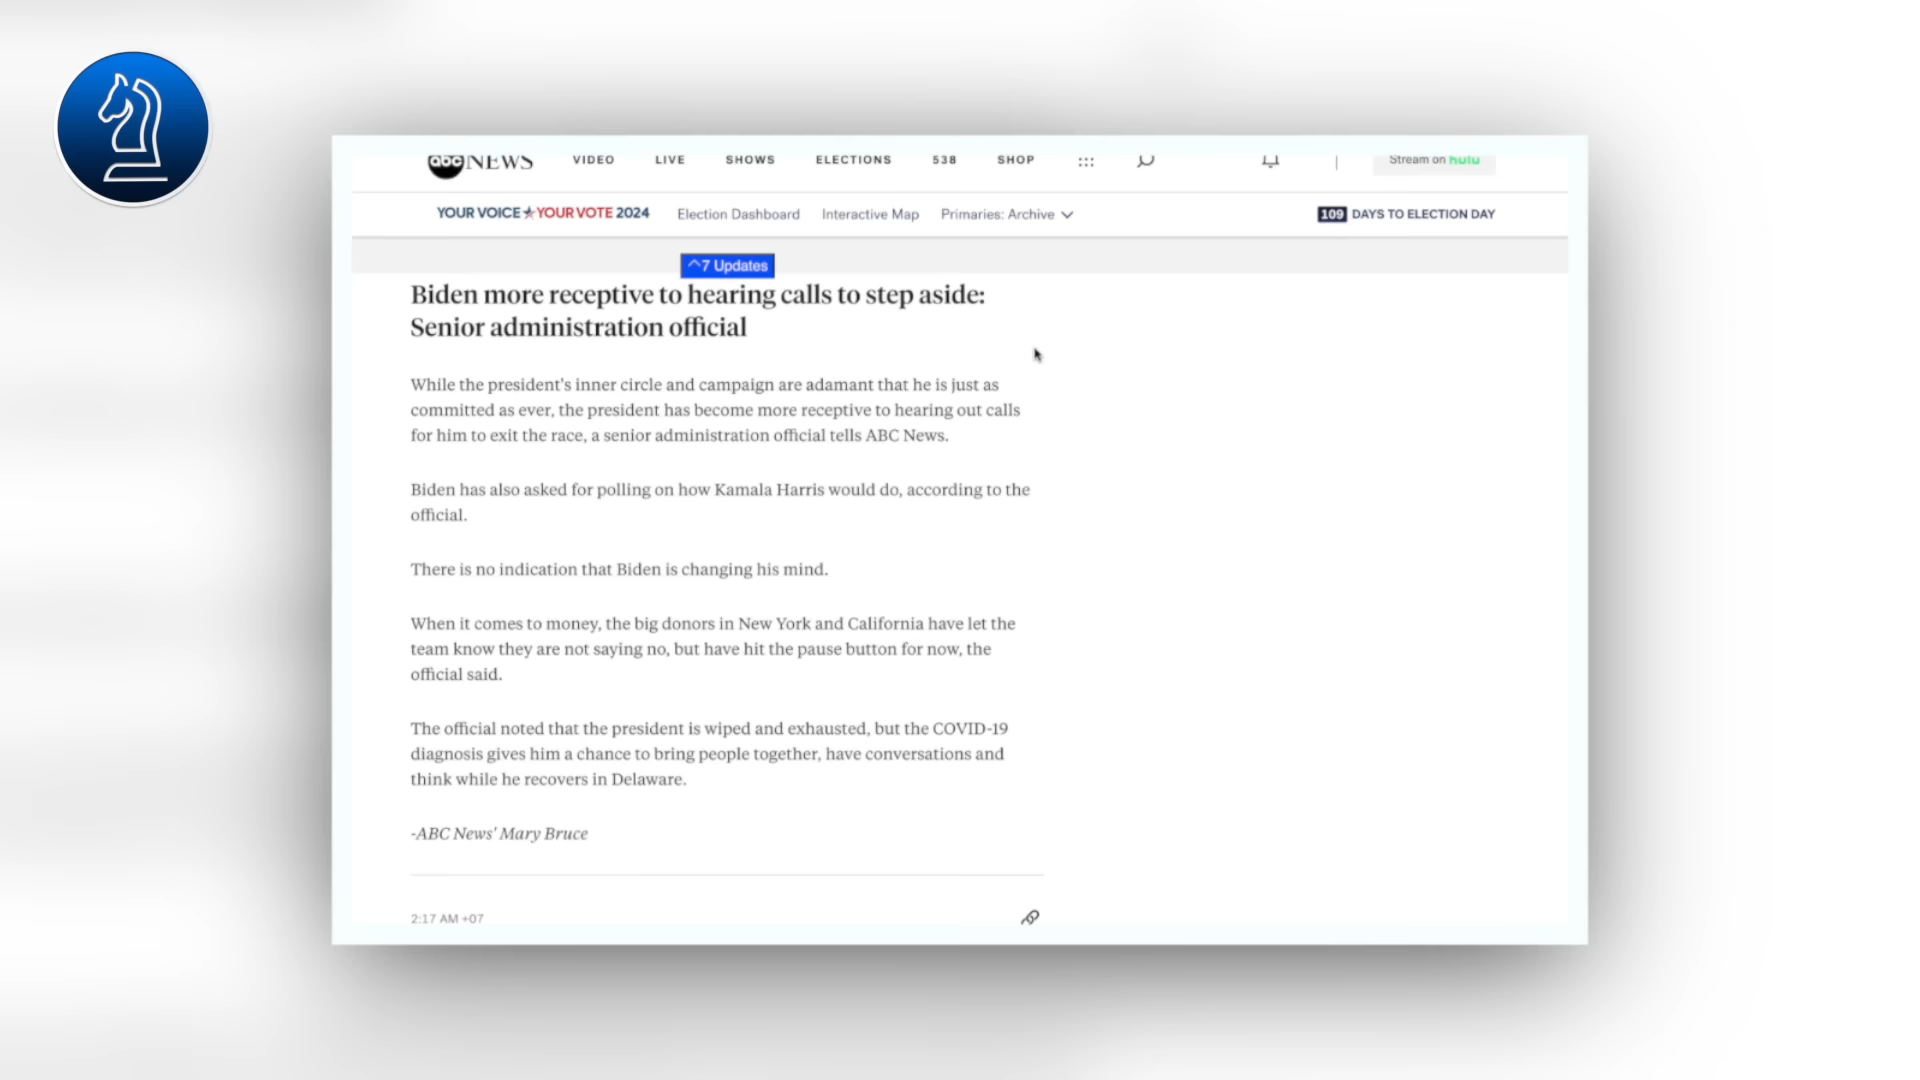 abc NEWS VIDEO LIVE SHOWS ELECTIONS 538 SHOP Stream on hulu
YOUR VOICE YOUR VOTE 2024 Election Dashboard Interactive Map Primaries: Archive 109 DAYS TO ELECTION DAY
^7 Updates
Biden more receptive to hearing calls to step aside:
Senior administration official
While the president's inner circle and campaign are adamant that he is just as
committed as ever, the president has become more receptive to hearing out calls
for him to exit the race, a senior administration official tells ABC News.
Biden has also asked for polling on how Kamala Harris would do, according to the
official.
There is no indication that Biden is changing his mind.
When it comes to money, the big donors in New York and California have let the
team know they are not saying no, but have hit the pause button for now, the
official said.
The official noted that the president is wiped and exhausted, but the COVID-19
diagnosis gives him a chance to bring people together, have conversations and
think while he recovers in Delaware.
-ABC News' Mary Bruce
2:17 AM +07